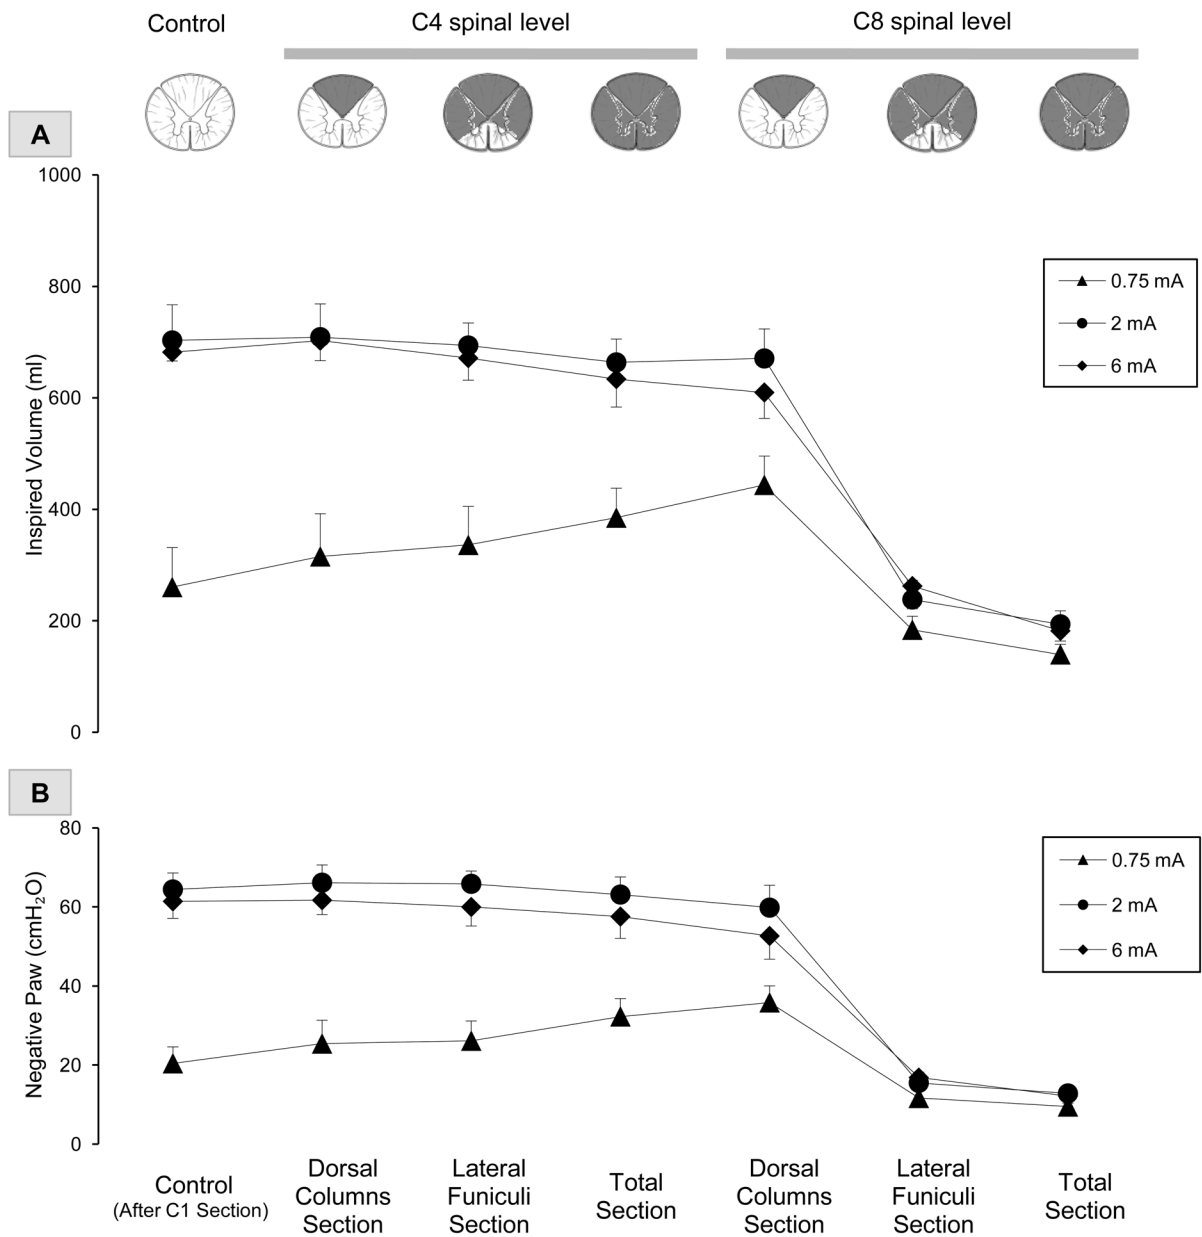 Control
C4 spinal level
C8 spinal level
A
1000
800
600
400
200
0
Inspired Volume (ml)
0.75 mA
2 mA
6 mA
B
80
60
40
20
0
Negative Paw (cmH₂O)
0.75 mA
2 mA
6 mA
Control
(After C1 Section)
Dorsal
Columns
Section
Lateral
Funiculi
Section
Total
Section
Dorsal
Columns
Section
Lateral
Funiculi
Section
Total
Section